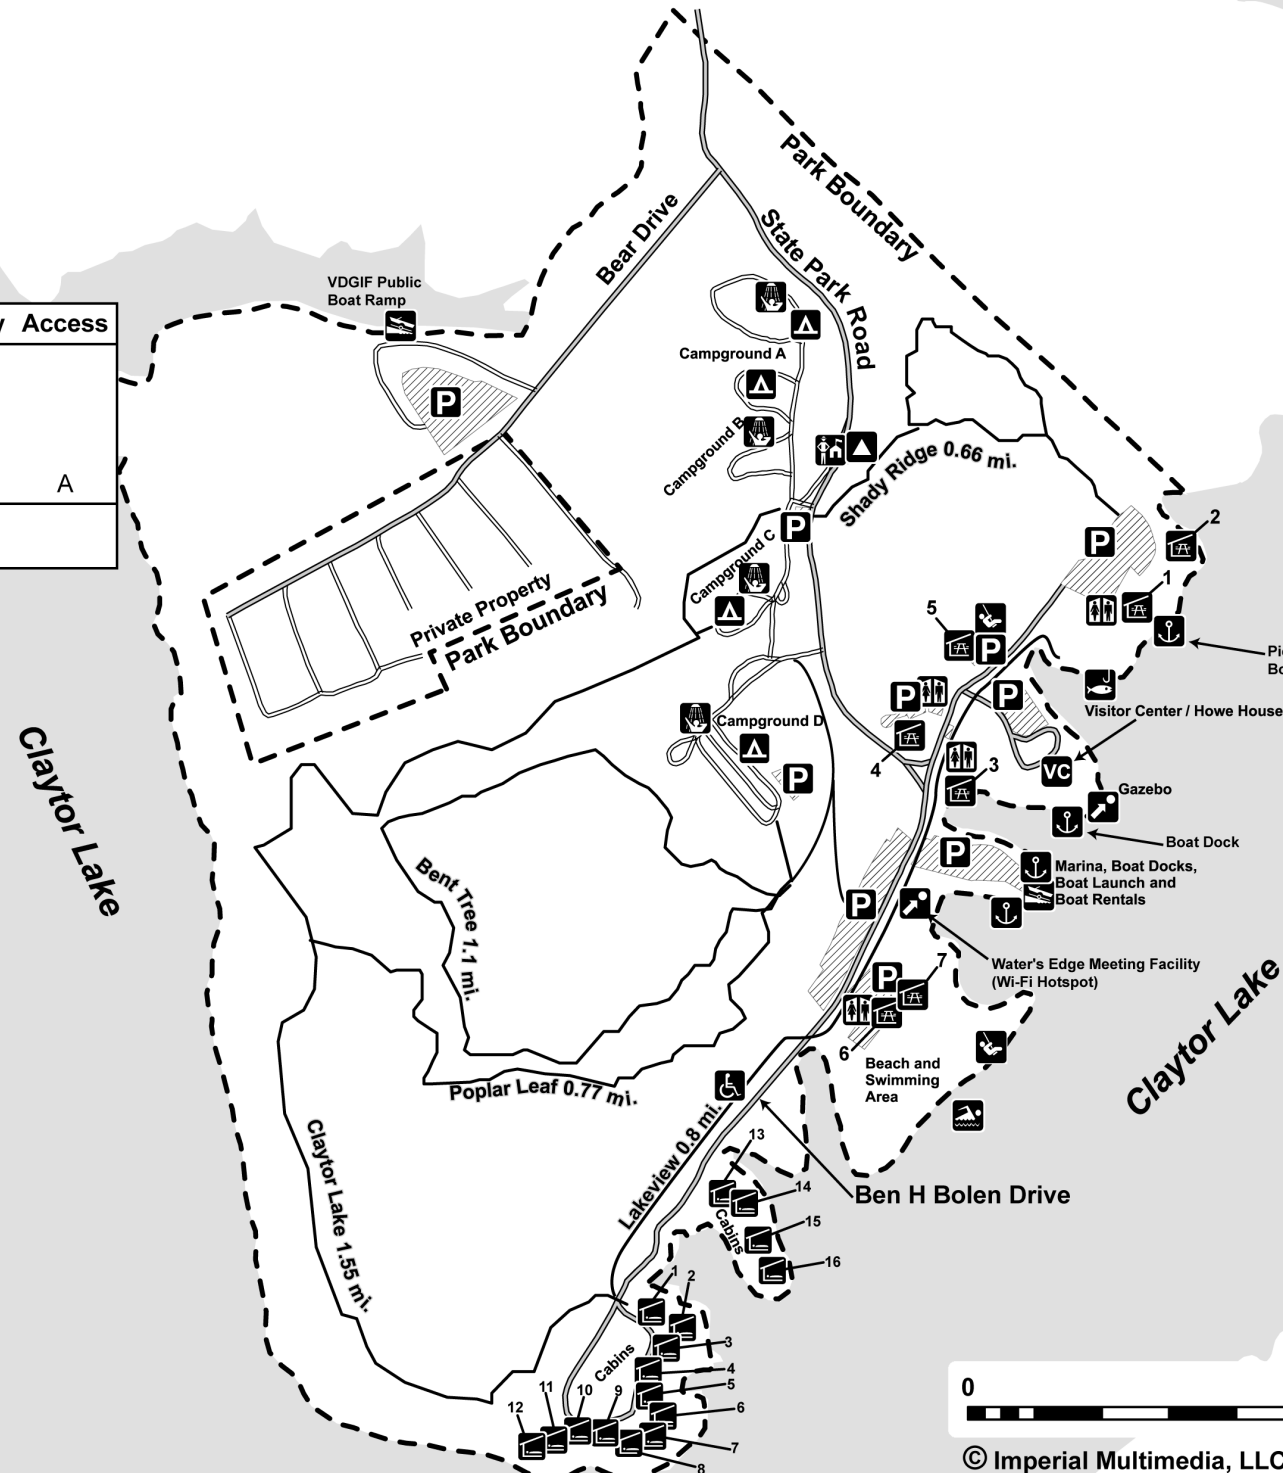 Park Boundary
Bear Drive
State Park Road
VDGIF Public
Boat Ramp
Access
A
P
Campground A
Campground B
Shady Ridge 0.66 mi.
P
Campground C
P
2
1
5
P
Private Property
Park Boundary
P
P
Visitor Center / Howe House
VC
Campground D
P
4
3
Gazebo
Boat Dock
Claytor Lake
P
Marina, Boat Docks,
Boat Launch and
Boat Rentals
Bent Tree 1.1 mi.
P
Water's Edge Meeting Facility
(Wi-Fi Hotspot)
P
7
6
Beach and
Swimming
Area
Claytor Lake
Poplar Leaf 0.77 mi.
Lakeview 0.8 mi.
Ben H Bolen Drive
Claytor Lake 1.55 mi.
13
14
Cabins
15
16
1
2
3
Cabins
4
5
6
7
8
9
10
11
12
0
© Imperial Multimedia, LLC